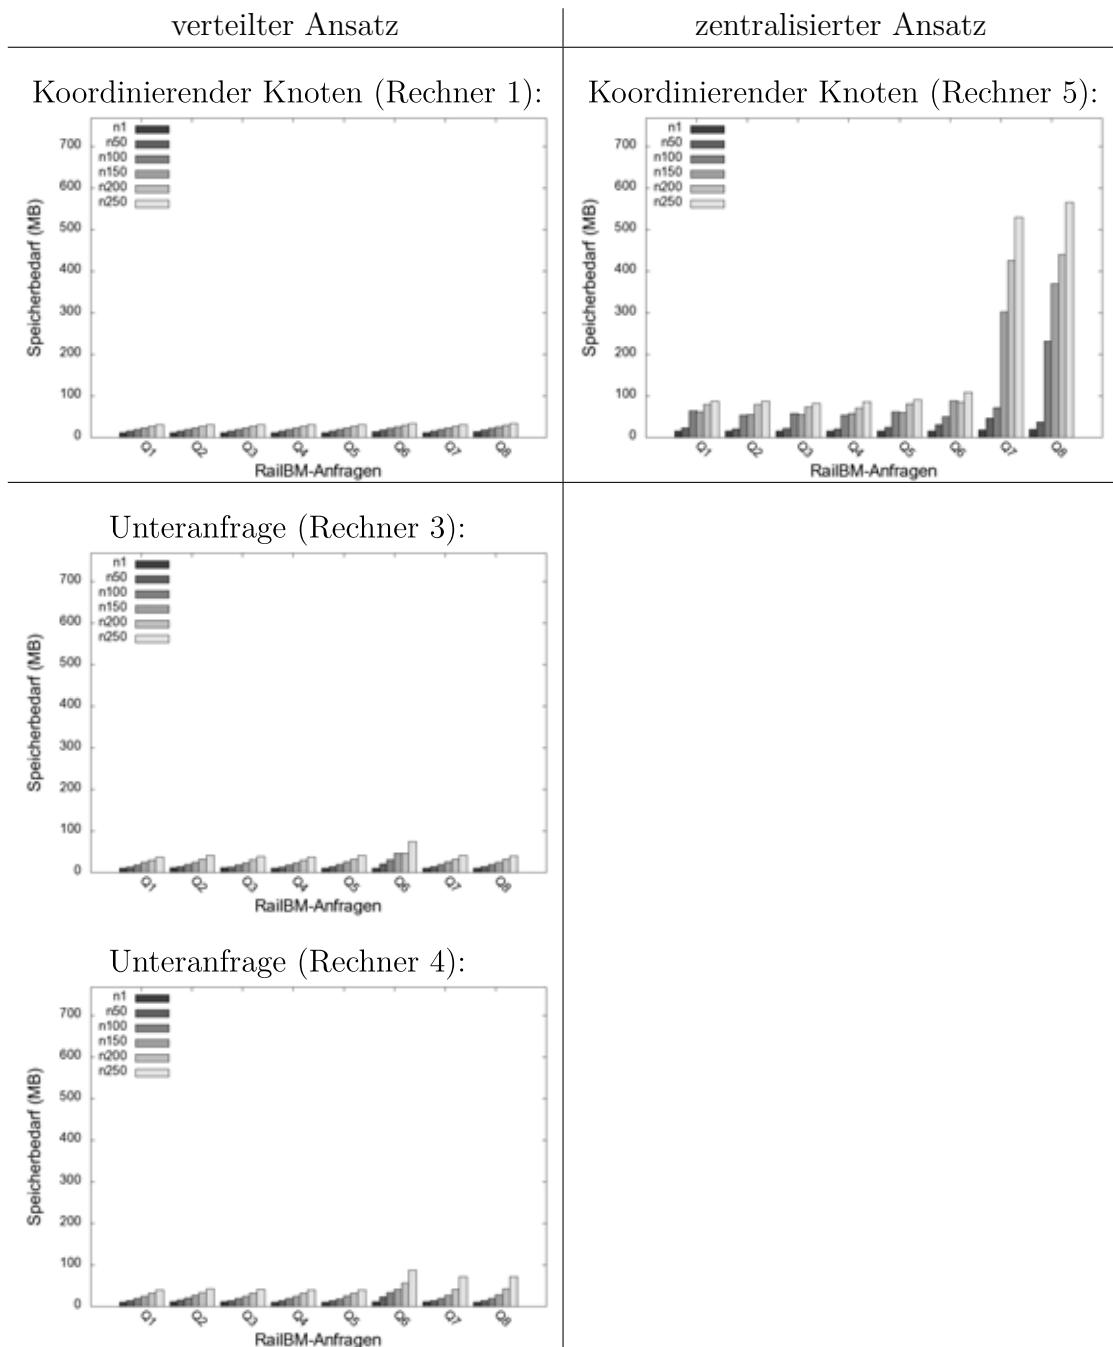 verteilter Ansatz
zentralisierter Ansatz
Koordinierender Knoten (Rechner 1):
n1
n50
n100
n150
n200
n250
700
600
500
400
300
200
100
0
Speicherbedarf (MB)
Q1 Q2 Q3 Q4 Q5 Q6 Q7 Q8
RailBM-Anfragen
Koordinierender Knoten (Rechner 5):
n1
n50
n100
n150
n200
n250
700
600
500
400
300
200
100
0
Speicherbedarf (MB)
Q1 Q2 Q3 Q4 Q5 Q6 Q7 Q8
RailBM-Anfragen
Unteranfrage (Rechner 3):
n1
n50
n100
n150
n200
n250
700
600
500
400
300
200
100
0
Speicherbedarf (MB)
Q1 Q2 Q3 Q4 Q5 Q6 Q7 Q8
RailBM-Anfragen
Unteranfrage (Rechner 4):
n1
n50
n100
n150
n200
n250
700
600
500
400
300
200
100
0
Speicherbedarf (MB)
Q1 Q2 Q3 Q4 Q5 Q6 Q7 Q8
RailBM-Anfragen